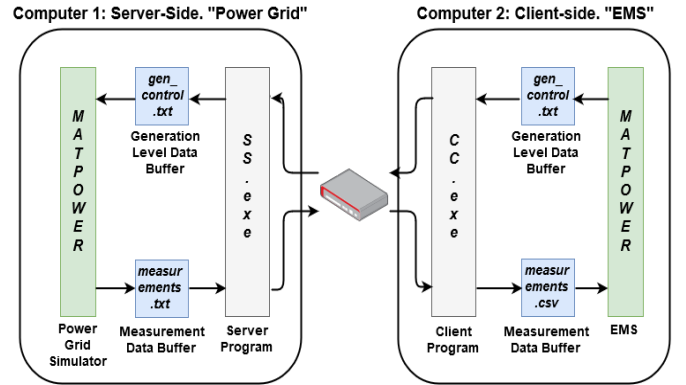 Computer 1: Server-Side. "Power Grid"
Computer 2: Client-side. "EMS"
M
A
T
P
O
W
E
R
gen_
control
.txt
Generation
Level Data
Buffer
S
S
.
e
x
e
measur
ements
.txt
Power
Grid
Simulator
Measurement
Data Buffer
Server
Program
C
C
.
e
x
e
gen_
control
.txt
Generation
Level Data
Buffer
M
A
T
P
O
W
E
R
measur
ements
.csv
Client
Program
Measurement
Data Buffer
EMS